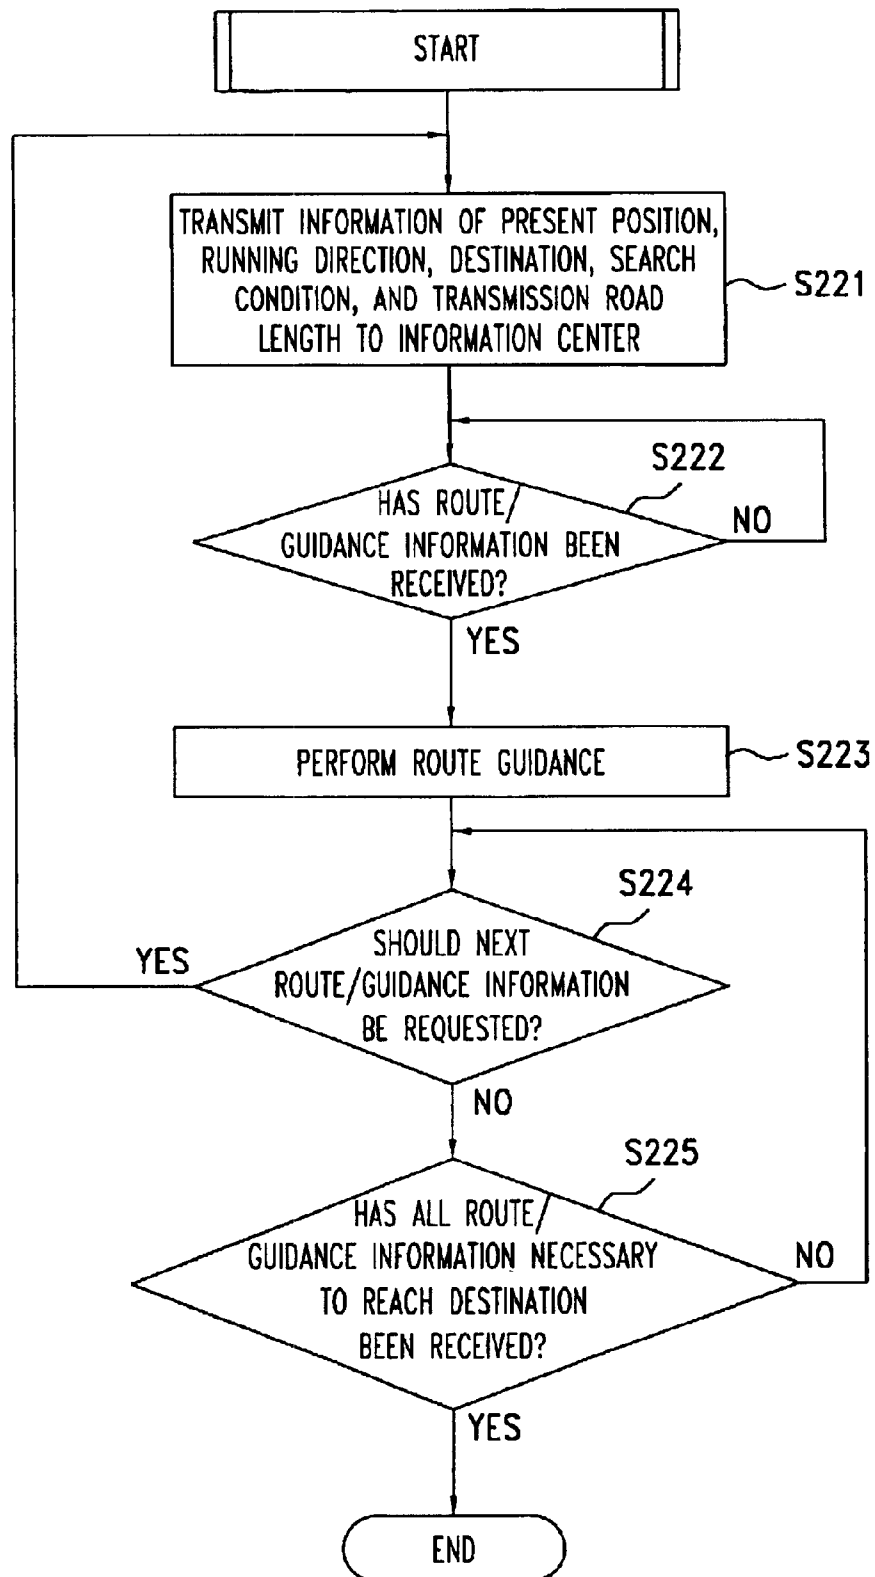 START
TRANSMIT INFORMATION OF PRESENT POSITION,
RUNNING DIRECTION, DESTINATION, SEARCH
CONDITION, AND TRANSMISSION ROAD
LENGTH TO INFORMATION CENTER
S221
S222
HAS ROUTE/
GUIDANCE INFORMATION BEEN
RECEIVED?
NO
YES
PERFORM ROUTE GUIDANCE
S223
S224
SHOULD NEXT
ROUTE/GUIDANCE INFORMATION
BE REQUESTED?
YES
NO
S225
HAS ALL ROUTE/
GUIDANCE INFORMATION NECESSARY
TO REACH DESTINATION
BEEN RECEIVED?
NO
YES
END